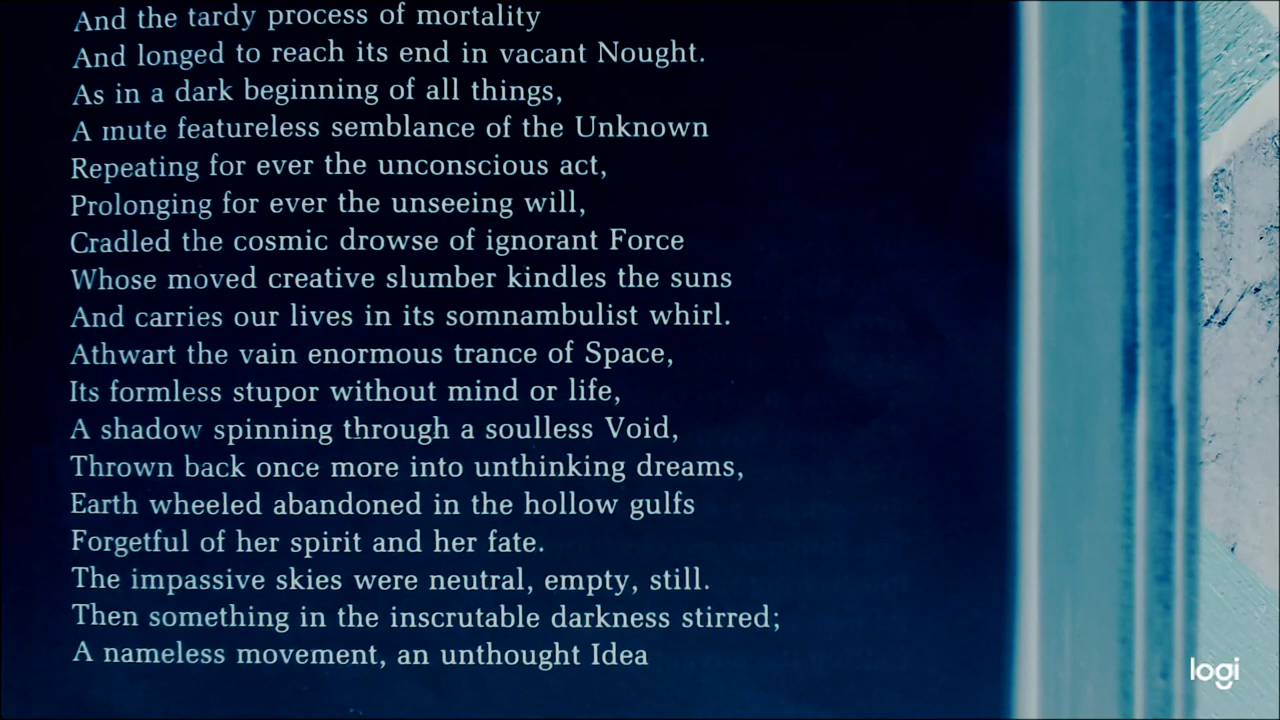 And the tardy process of mortality
And longed to reach its end in vacant Nought.
As in a dark beginning of all things,
A mute featureless semblance of the Unknown
Repeating for ever the unconscious act,
Prolonging for ever the unseeing will,
Cradled the cosmic drowse of ignorant Force
Whose moved creative slumber kindles the suns
And carries our lives in its somnambulist whirl.
Athwart the vain enormous trance of Space,
Its formless stupor without mind or life,
A shadow spinning through a soulless Void,
Thrown back once more into unthinking dreams,
Earth wheeled abandoned in the hollow gulfs
Forgetful of her spirit and her fate.
The impassive skies were neutral, empty, still.
Then something in the inscrutable darkness stirred;
A nameless movement, an unthought Idea
logi